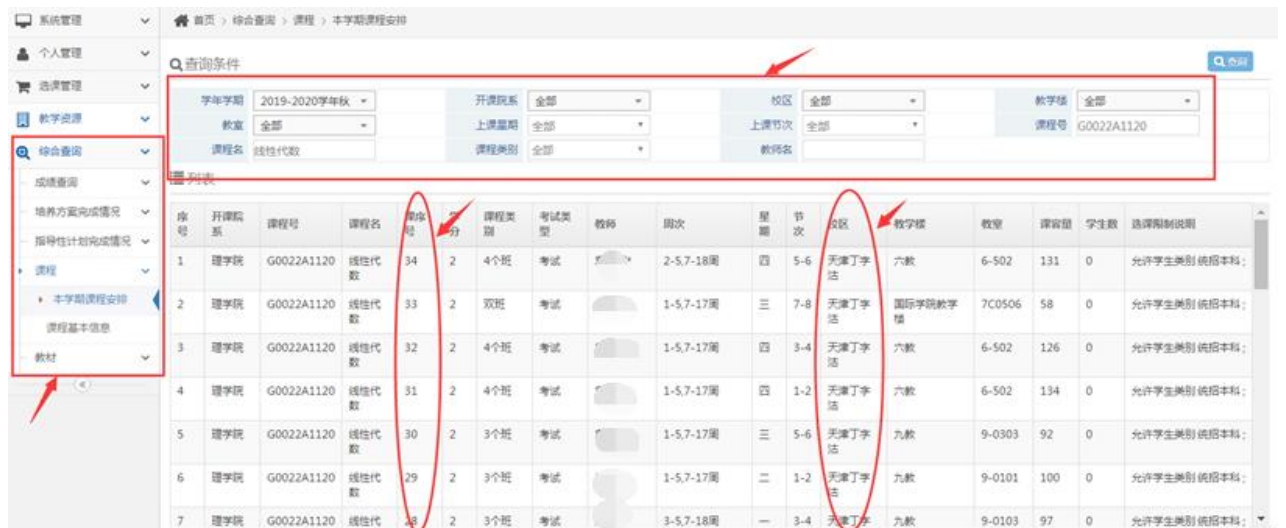 系统管理
个人管理
选课管理
教学资源
综合查询
成绩查询
培养方案完成情况
指导性计划完成情况
课程
本学期课程安排
课程基本信息
教材
首页 > 综合查询 > 课程 > 本学期课程安排
查询条件 查询
学年学期 2019-2020学年秋 开课院系 全部 校区 全部 教学楼 全部
教室 全部 上课星期 全部 上课节次 全部 课程号 G0022A1120
课程名 线性代数 课程类别 全部 教师名
列表
序号 开课院系 课程号 课程名 课序号 学分 课程类别 考试类型 教师 周次 星期 节次 校区 教学楼 教室 课容量 学生数 选课限制说明
1 理学院 G0022A1120 线性代数 34 2 4个班 考试 2-5,7-18周 四 5-6 天津丁字沽 六教 6-502 131 0 允许学生类别 统招本科;
2 理学院 G0022A1120 线性代数 33 2 双班 考试 1-5,7-17周 三 7-8 天津丁字沽 国际学院教学楼 7C0506 58 0 允许学生类别 统招本科;
3 理学院 G0022A1120 线性代数 32 2 4个班 考试 1-5,7-17周 四 3-4 天津丁字沽 六教 6-502 126 0 允许学生类别 统招本科;
4 理学院 G0022A1120 线性代数 31 2 4个班 考试 1-5,7-17周 四 1-2 天津丁字沽 六教 6-502 134 0 允许学生类别 统招本科;
5 理学院 G0022A1120 线性代数 30 2 3个班 考试 1-5,7-17周 三 5-6 天津丁字沽 九教 9-0303 92 0 允许学生类别 统招本科;
6 理学院 G0022A1120 线性代数 29 2 3个班 考试 1-5,7-17周 二 1-2 天津丁字沽 九教 9-0101 100 0 允许学生类别 统招本科;
7 理学院 G0022A1120 线性代 28 2 3个班 考试 3-5,7-18周 一 3-4 天津丁字 九教 9-0103 97 0 允许学生类别 统招本科;